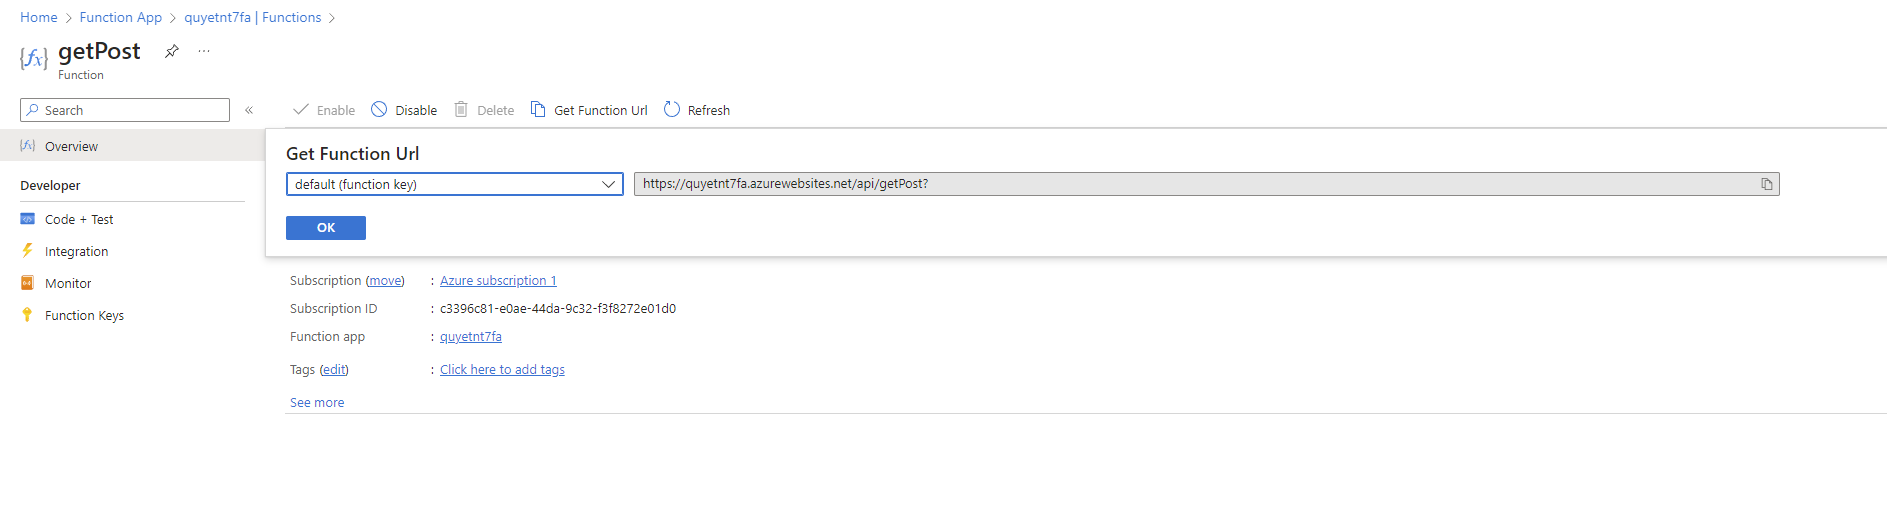 Home > Function App > quyetnt7fa | Functions >
getPost
Function
Search
Enable Disable Delete Get Function Url Refresh
Overview
Get Function Url
default (function key) https://quyetnt7fa.azurewebsites.net/api/getPost?
OK
Developer
Code + Test
Integration
Monitor
Function Keys
Subscription (move) : Azure subscription 1
Subscription ID : c3396c81-e0ae-44da-9c32-f3f8272e01d0
Function app : quyetnt7fa
Tags (edit) : Click here to add tags
See more